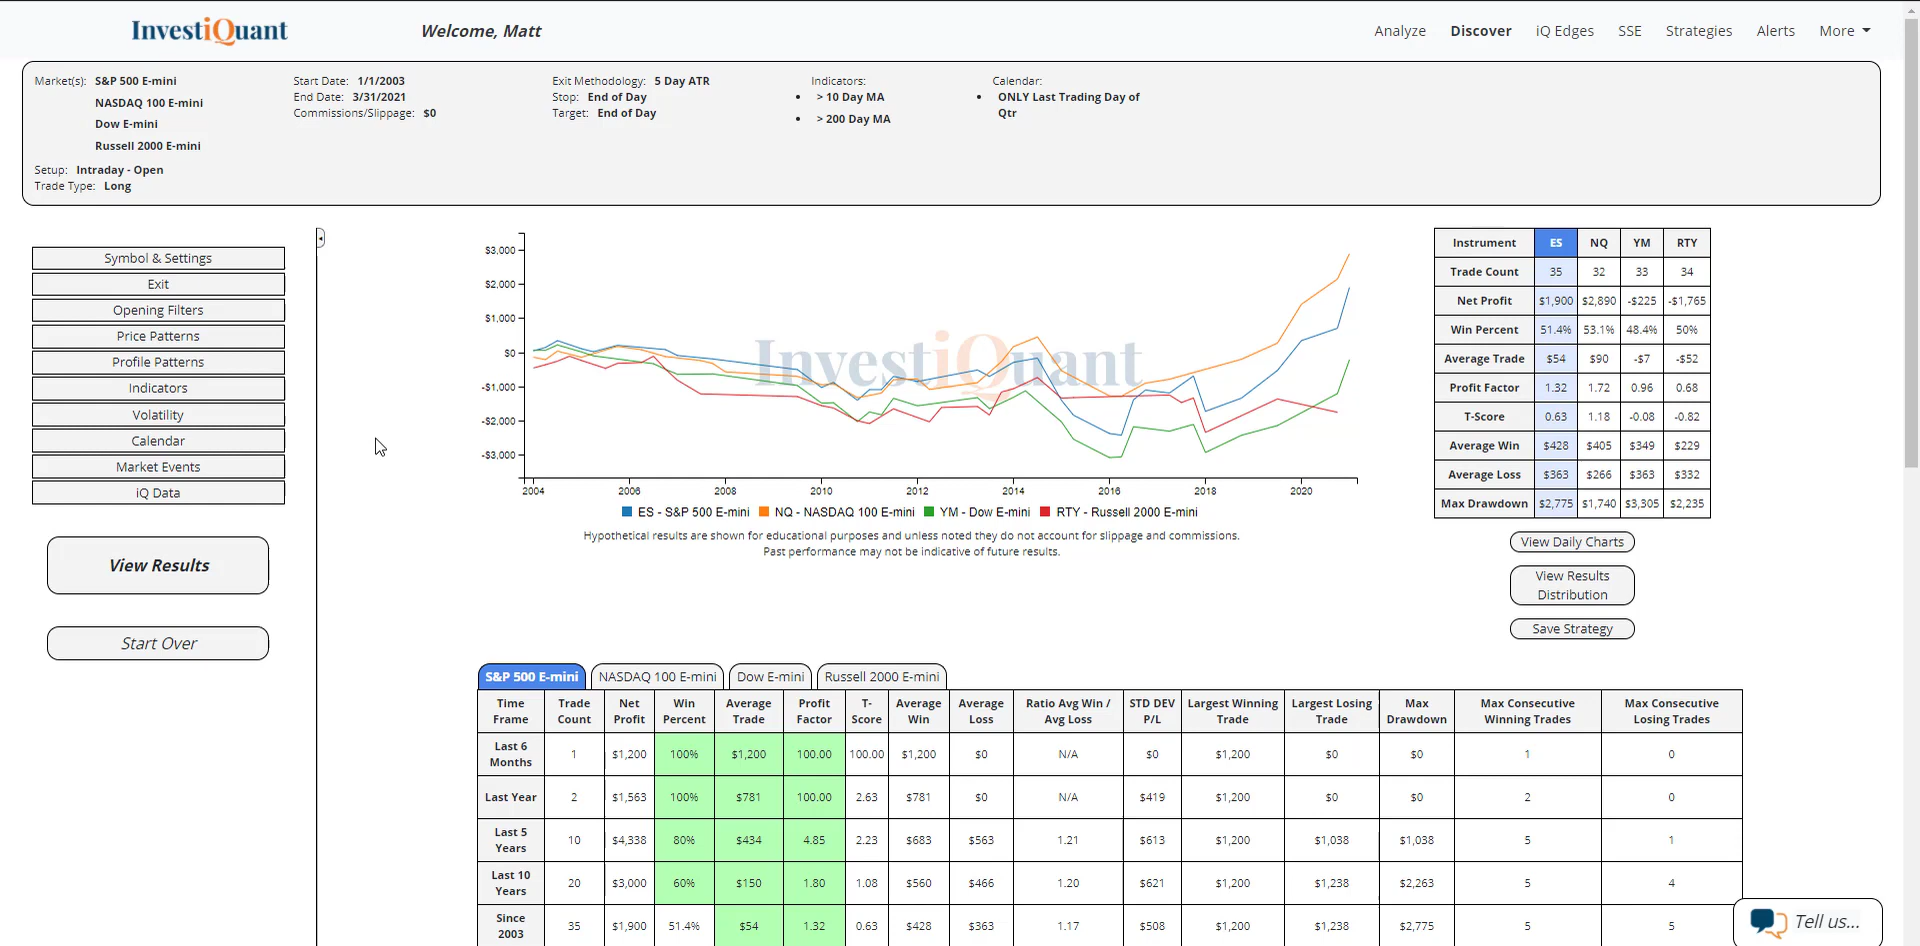 InvestiQuant
Welcome, Matt
Analyze Discover iQ Edges SSE Strategies Alerts More
Market(s): S&P 500 E-mini
NASDAQ 100 E-mini
Dow E-mini
Russell 2000 E-mini
Setup: Intraday - Open
Trade Type: Long
Start Date: 1/1/2003
End Date: 3/31/2021
Commissions/Slippage: $0
Exit Methodology: 5 Day ATR
Stop: End of Day
Target: End of Day
Indicators:
• > 10 Day MA
• > 200 Day MA
Calendar:
• ONLY Last Trading Day of
Qtr
Symbol & Settings
Exit
Opening Filters
Price Patterns
Profile Patterns
Indicators
Volatility
Calendar
Market Events
iQ Data
View Results
Start Over
$3,000
$2,000
$1,000
$0
-$1,000
-$2,000
-$3,000
InvestiQuant
2004 2006 2008 2010 2012 2014 2016 2018 2020
ES - S&P 500 E-mini NQ - NASDAQ 100 E-mini YM - Dow E-mini RTY - Russell 2000 E-mini
Hypothetical results are shown for educational purposes and unless noted they do not account for slippage and commissions.
Past performance may not be indicative of future results.
Instrument ES NQ YM RTY
Trade Count 35 32 33 34
Net Profit $1,900 $2,890 -$225 -$1,765
Win Percent 51.4% 53.1% 48.4% 50%
Average Trade $54 $90 -$7 -$52
Profit Factor 1.32 1.72 0.96 0.68
T-Score 0.63 1.18 -0.08 -0.82
Average Win $428 $405 $349 $229
Average Loss $363 $266 $363 $332
Max Drawdown $2,775 $1,740 $3,305 $2,235
View Daily Charts
View Results
Distribution
Save Strategy
S&P 500 E-mini NASDAQ 100 E-mini Dow E-mini Russell 2000 E-mini
Time Trade Net Win Average Profit T- Average Average Ratio Avg Win / STD DEV Largest Winning Largest Losing Max Max Consecutive Max Consecutive
Frame Count Profit Percent Trade Factor Score Win Loss Avg Loss P/L Trade Trade Drawdown Winning Trades Losing Trades
Last 6
Months 1 $1,200 100% $1,200 100.00 100.00 $1,200 $0 N/A $0 $1,200 $0 $0 1 0
Last Year 2 $1,563 100% $781 100.00 2.63 $781 $0 N/A $419 $1,200 $0 $0 2 0
Last 5
Years 10 $4,338 80% $434 4.85 2.23 $683 $563 1.21 $613 $1,200 $1,038 $1,038 5 1
Last 10
Years 20 $3,000 60% $150 1.80 1.08 $560 $466 1.20 $621 $1,200 $1,238 $2,263 5 4
Since
2003 35 $1,900 51.4% $54 1.32 0.63 $428 $363 1.17 $508 $1,200 $1,238 $2,775 5 5
Tell us...